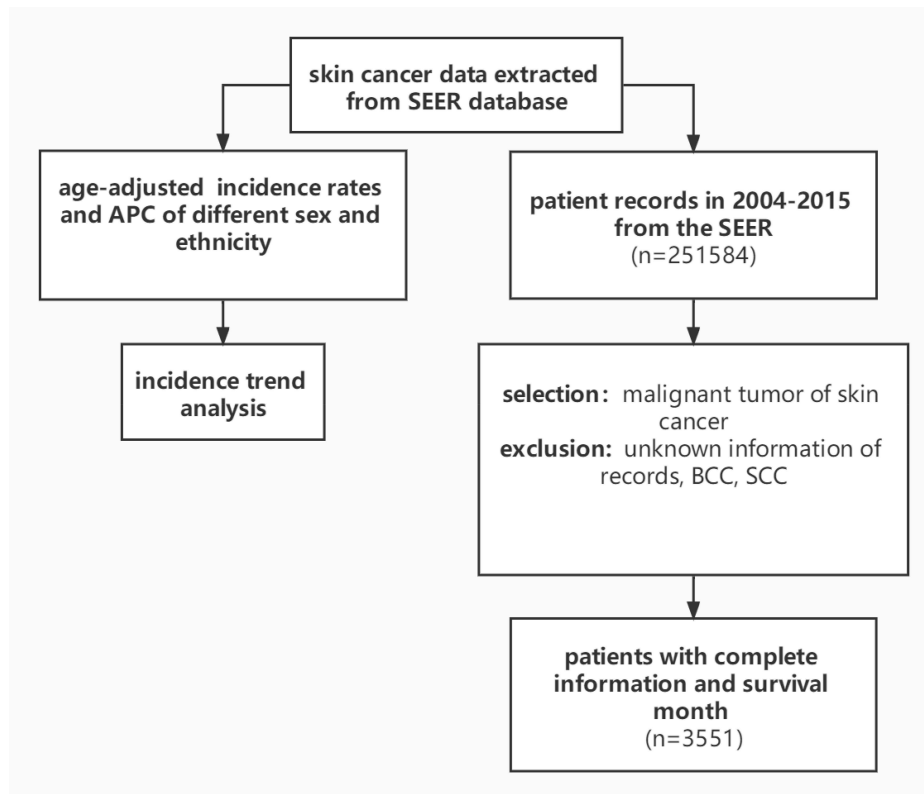 skin cancer data extracted
from SEER database
age-adjusted incidence rates
and APC of different sex and
ethnicity
incidence trend
analysis
patient records in 2004-2015
from the SEER
(n=251584)
selection: malignant tumor of skin
cancer
exclusion: unknown information of
records, BCC, SCC
patients with complete
information and survival
month
(n=3551)